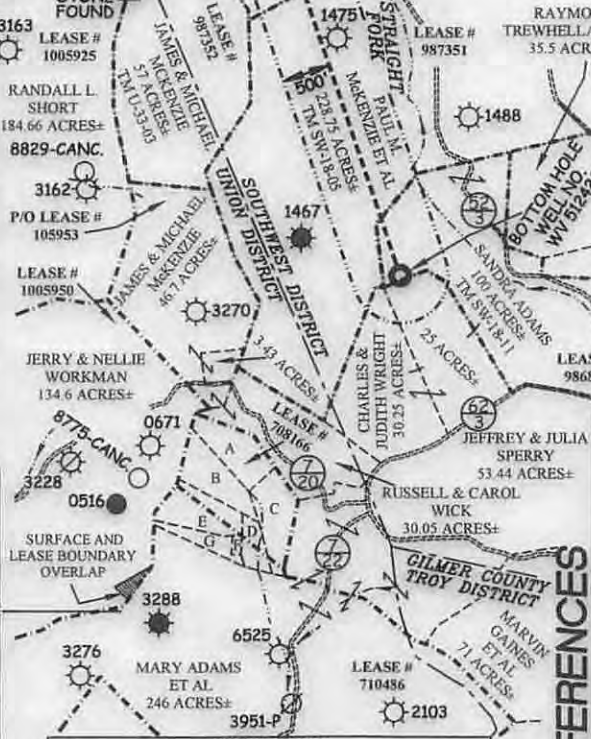 STONE
FOUND
3163
LEASE #
1005925
RANDALL L.
SHORT
184.66 ACRES±
8829-CANC.
3162
P/O LEASE #
105953
LEASE #
1005950
JERRY & NELLIE
WORKMAN
134.6 ACRES±
8775-CANC.
3228
0671
0516
SURFACE AND
LEASE BOUNDARY
OVERLAP
3288
3276
MARY ADAMS
ET AL
246 ACRES±
6525
3951-P
JAMES & MICHAEL
MCKENZIE
57 ACRES±
TM U-33-03
LEASE #
987352
JAMES & MICHAEL
McKENZIE
46.7 ACRES±
3270
3.43 ACRES±
SOUTHWEST DISTRICT
UNION DISTRICT
1467
1475
500'
228.75 ACRES±
TM SW-18-05
PAUL M.
McKENZIE ET AL
STRAIGHT
FORK
LEASE #
987351
1488
RAYMO
TREWHELLA
35.5 ACR
52
3
BOTTOM HOLE
WELL NO.
WV 51242
SANDRA ADAMS
100 ACRES±
TM SW-18-11
25 ACRES±
CHARLES &
JUDITH WRIGHT
30.25 ACRES±
LEAS
9868
62
3
JEFFREY & JULIA
SPERRY
53.44 ACRES±
LEASE #
708166
7
20
RUSSELL & CAROL
WICK
30.05 ACRES±
A
B
C
D
E
F
G
7
22
GILMER COUNTY
TROY DISTRICT
MARVIN
GAINES
ET AL
71 ACRES±
LEASE #
710486
2103
FERENCES